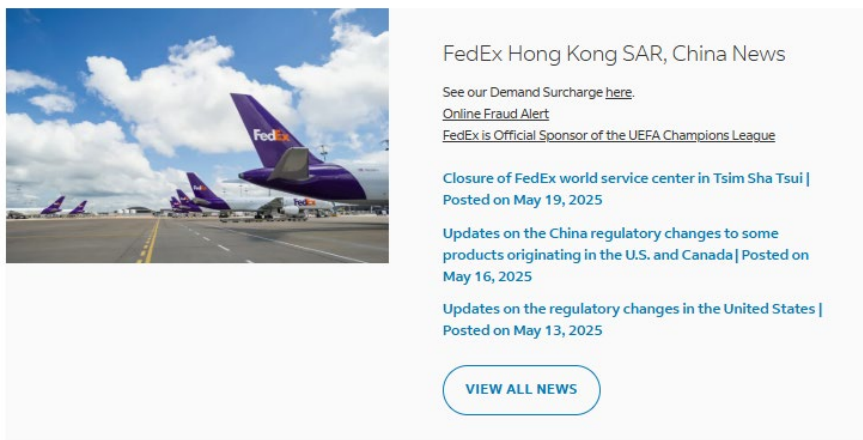 FedEx
FedEx
FedEx
FedEx Hong Kong SAR, China News
See our Demand Surcharge here.
Online Fraud Alert
FedEx is Official Sponsor of the UEFA Champions League
Closure of FedEx world service center in Tsim Sha Tsui |
Posted on May 19, 2025
Updates on the China regulatory changes to some
products originating in the U.S. and Canada | Posted on
May 16, 2025
Updates on the regulatory changes in the United States |
Posted on May 13, 2025
VIEW ALL NEWS